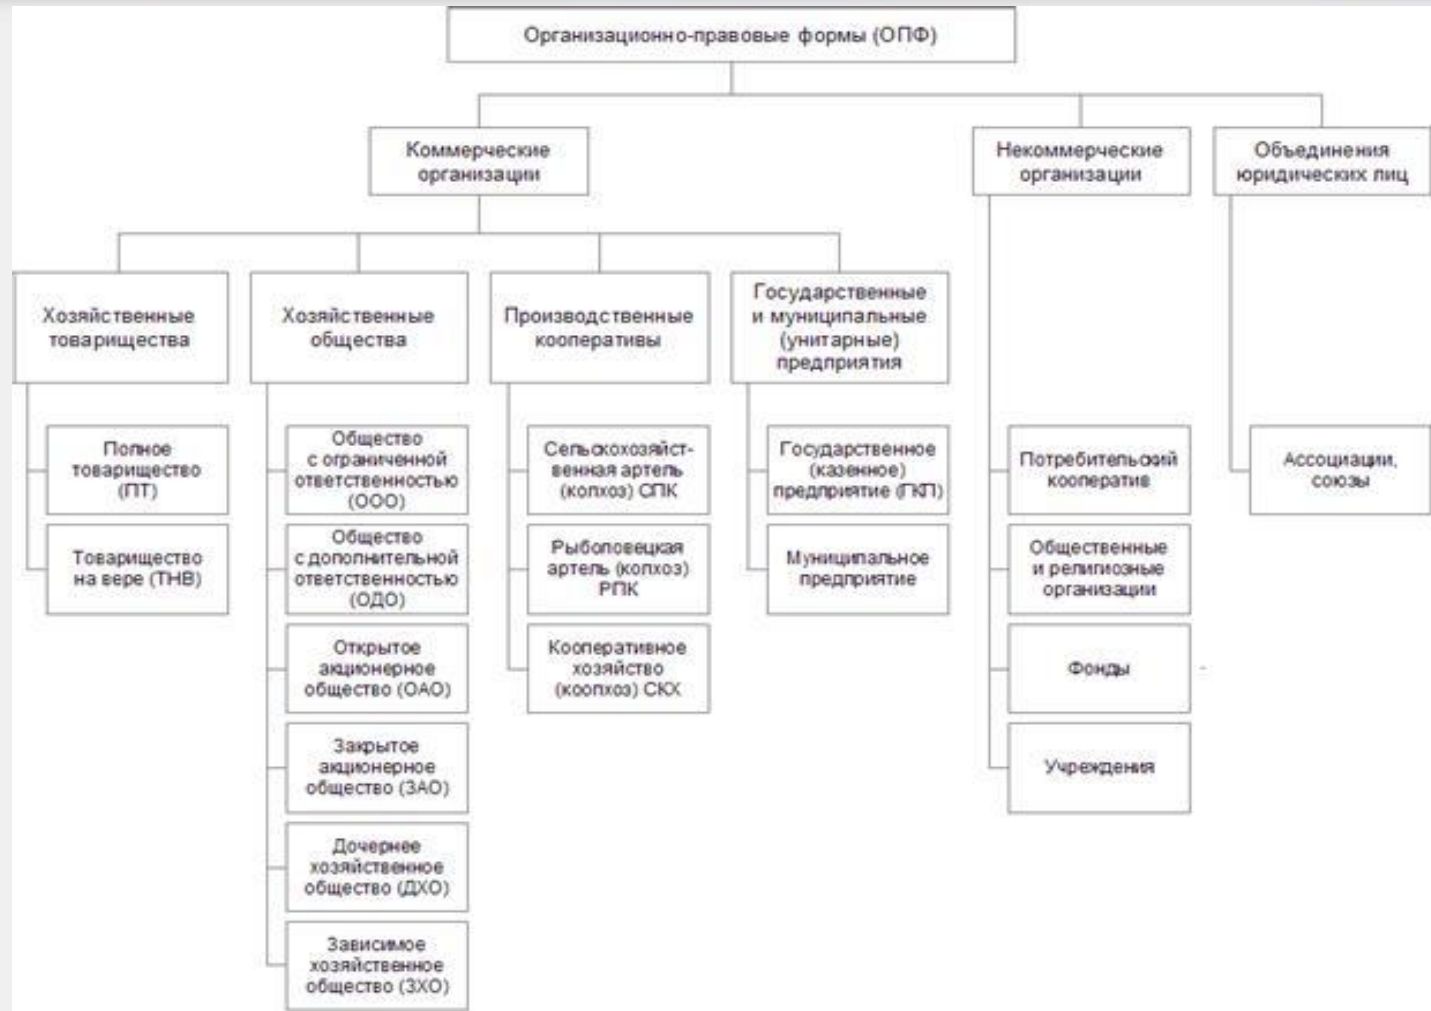 Организационно-правовые формы (ОПФ)
Коммерческие
организации
Некоммерческие
организации
Объединения
юридических лиц
Хозяйственные
товарищества
Хозяйственные
общества
Производственные
кооперативы
Государственные
и муниципальные
(унитарные)
предприятия
Полное
товарищество
(ПТ)
Товарищество
на вере (ТНВ)
Общество
с ограниченной
ответственностью
(ООО)
Общество
с дополнительной
ответственностью
(ОДО)
Открытое
акционерное
общество (ОАО)
Закрытое
акционерное
общество (ЗАО)
Дочернее
хозяйственное
общество (ДХО)
Зависимое
хозяйственное
общество (ЗХО)
Сельскохозяйст-
венная артель
(колхоз) СПК
Рыболовецкая
артель (колхоз)
РПК
Кооперативное
хозяйство
(коопхоз) СКХ
Государственное
(казенное)
предприятие (ГКП)
Муниципальное
предприятие
Потребительский
кооператив
Общественные
и религиозные
организации
Фонды
Учреждения
Ассоциации,
союзы